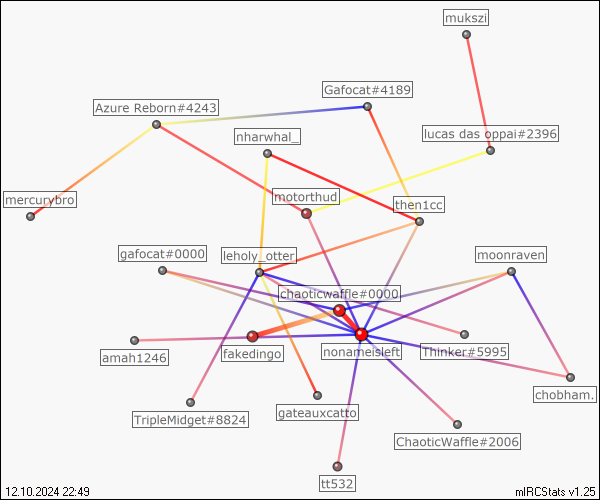 mukszi
Gafocat#4189
Azure Reborn#4243
nharwhal_
lucas das oppai#2396
mercurybro
motorthud
then1cc
gafocat#0000
leholy_otter
moonraven
chaoticwaffle#0000
amah1246
fakedingo
nonameisleft
Thinker#5995
chobham.
TripleMidget#8824
gateauxcatto
ChaoticWaffle#2006
tt532
12.10.2024 22:49
mIRCStats v1.25